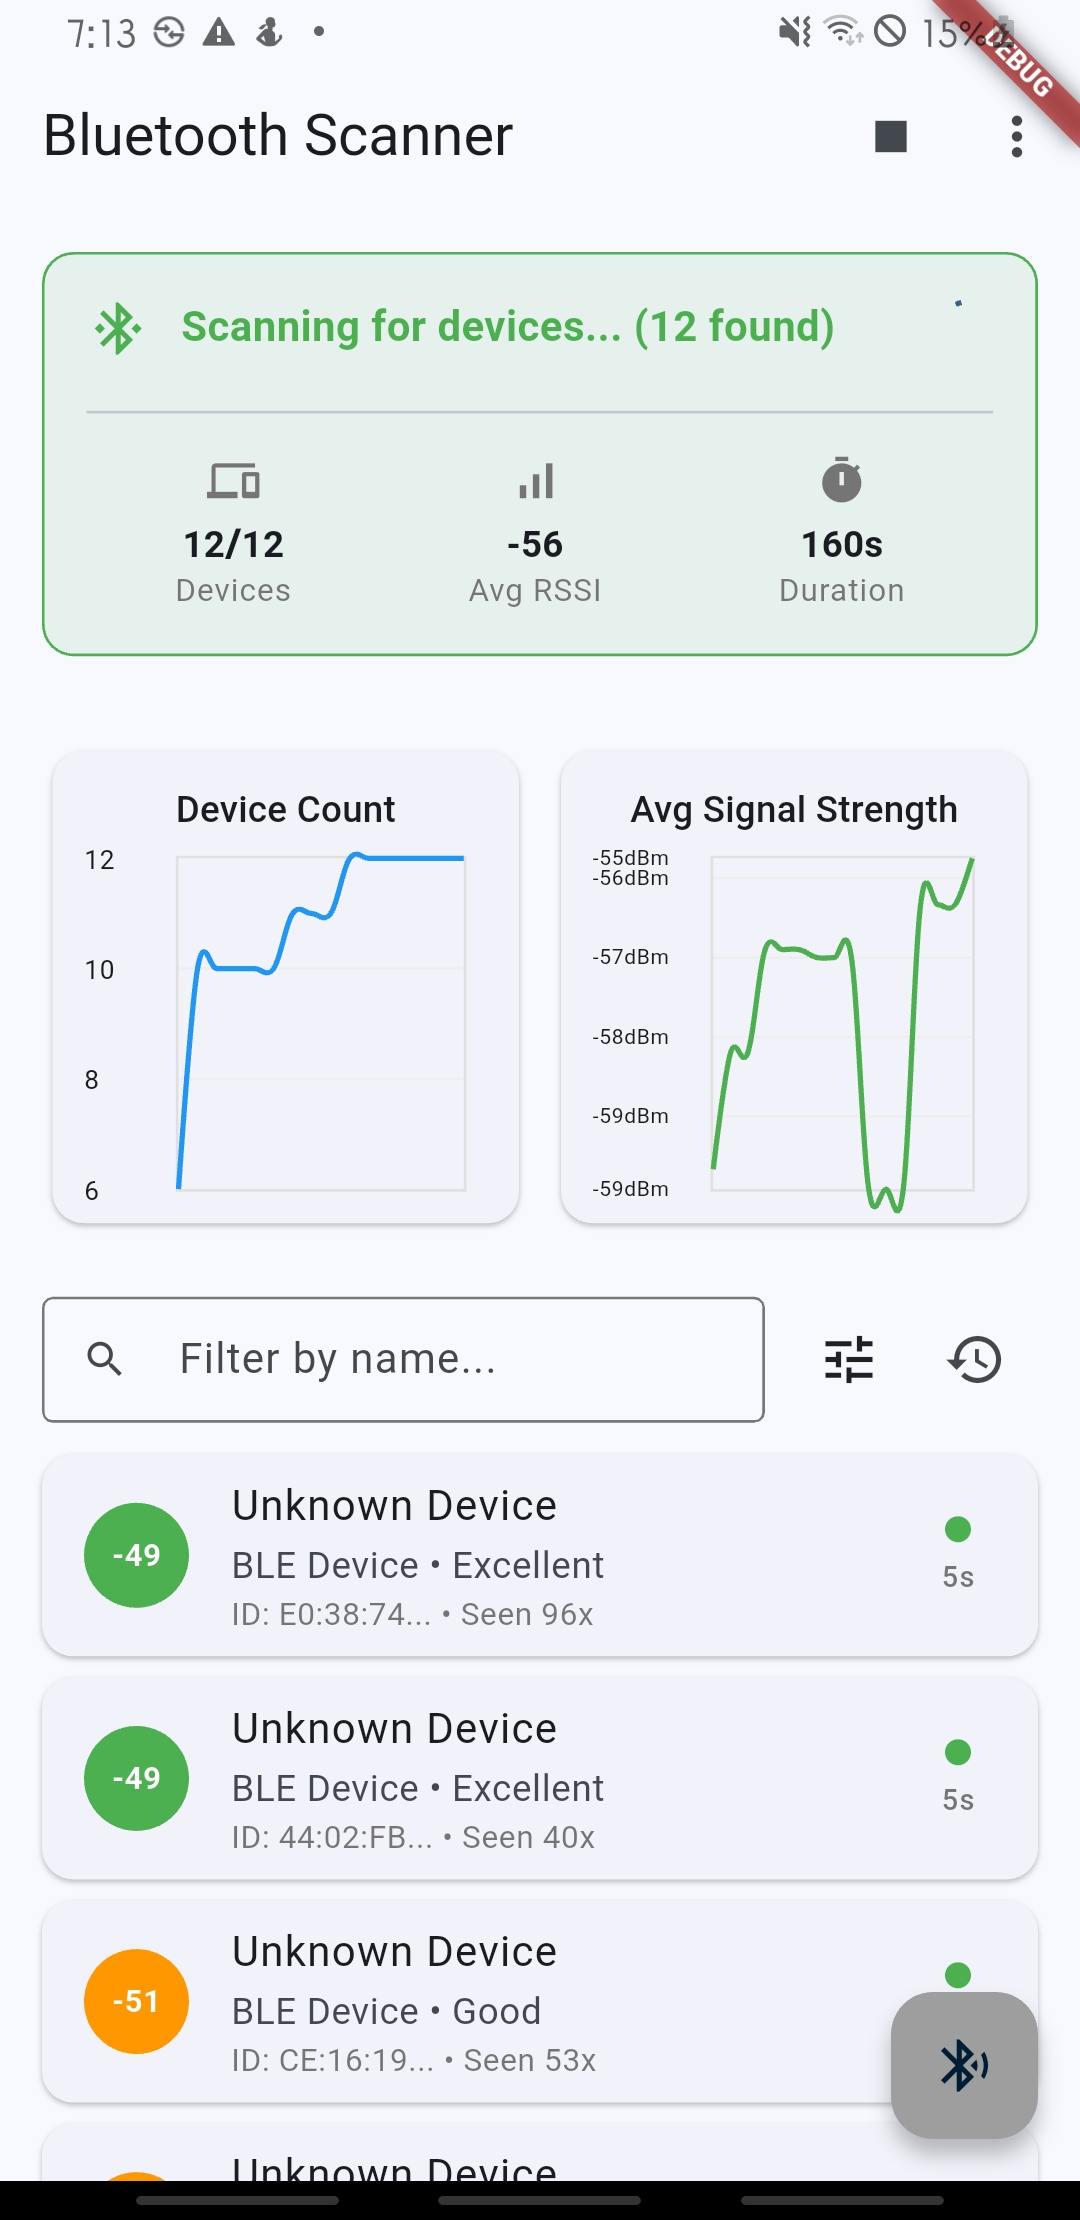 7:13
15%
DEBUG
Bluetooth Scanner
Scanning for devices... (12 found)
12/12
-56
160s
Devices
Avg RSSI
Duration
Device Count
12
10
8
6
Avg Signal Strength
-55dBm
-56dBm
-57dBm
-58dBm
-59dBm
-59dBm
Filter by name...
-49
Unknown Device
BLE Device • Excellent
ID: E0:38:74... • Seen 96x
5s
-49
Unknown Device
BLE Device • Excellent
ID: 44:02:FB... • Seen 40x
5s
-51
Unknown Device
BLE Device • Good
ID: CE:16:19... • Seen 53x
Unknown Device